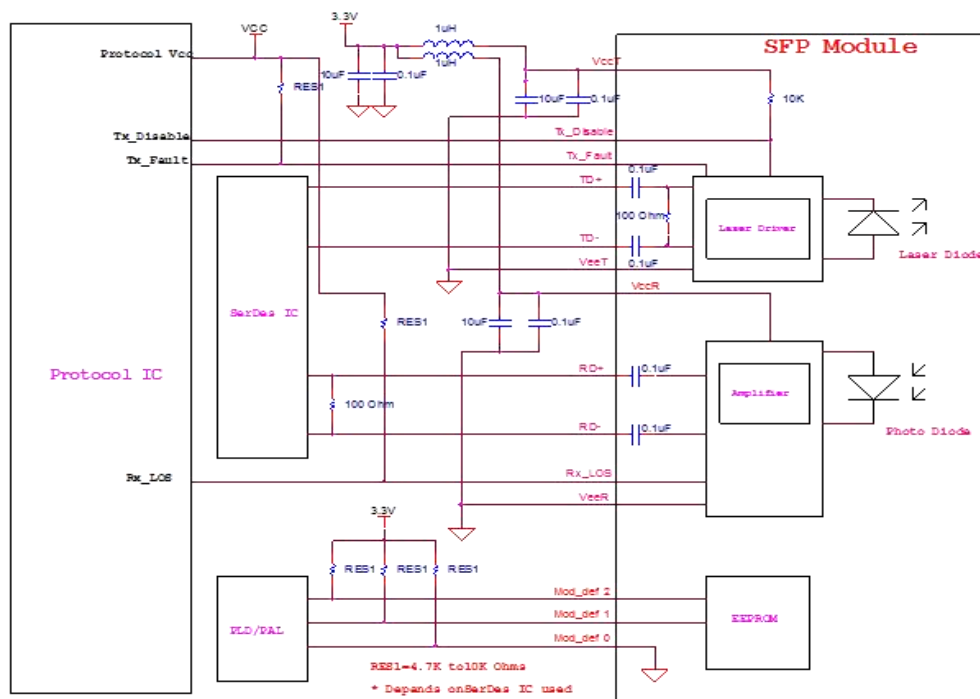 3.3V
VCC
1uH
SFP Module
Protocol Vcc
1uH
VccT
RES1
10uF
0.1uF
10uF
0.1uF
10K
Tx_Disable
Tx_Disable
Tx_Fault
Tx_Fault
0.1uF
TD+
100 Ohm
Laser Driver
TD-
0.1uF
VeeT
Laser Diode
VccR
SerDes IC
RES1
10uF
0.1uF
Protocol IC
RD+
0.1uF
Amplifier
100 Ohm
RD-
0.1uF
Photo Diode
Rx_LOS
Rx_LOS
VeeR
3.3V
RES1
RES1
RES1
Mod_def 2
Mod_def 1
PLD/PAL
EEPROM
Mod_def 0
RES1=4.7K to10K Ohms
* Depends onSerDes IC used